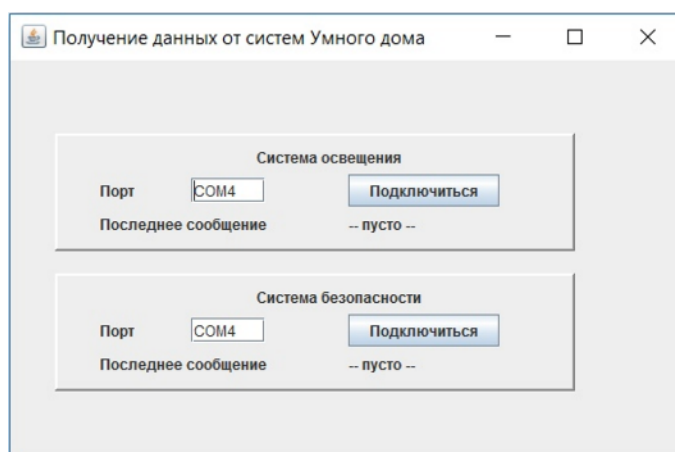 Получение данных от систем Умного дома
Система освещения
Порт COM4 Подключиться
Последнее сообщение -- пусто --
Система безопасности
Порт COM4 Подключиться
Последнее сообщение -- пусто --